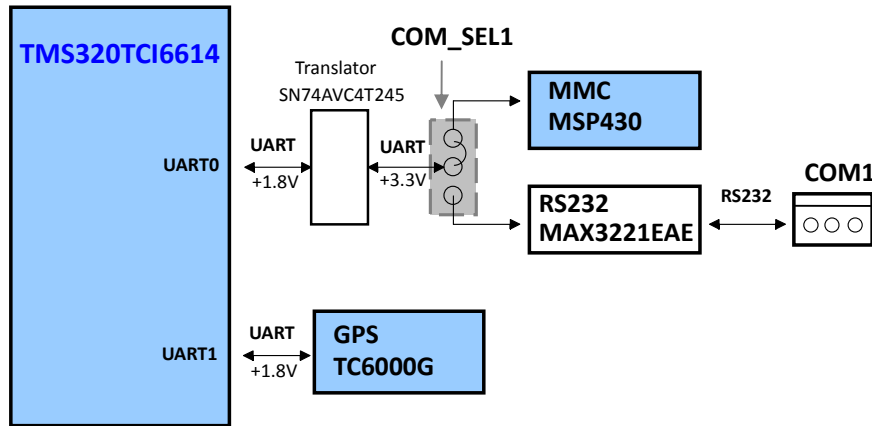 TMS320TCI6614
COM_SEL1
Translator
SN74AVC4T245
MMC
MSP430
UART0
UART
+1.8V
UART
+3.3V
RS232
MAX3221EAE
RS232
COM1
UART1
UART
+1.8V
GPS
TC6000G